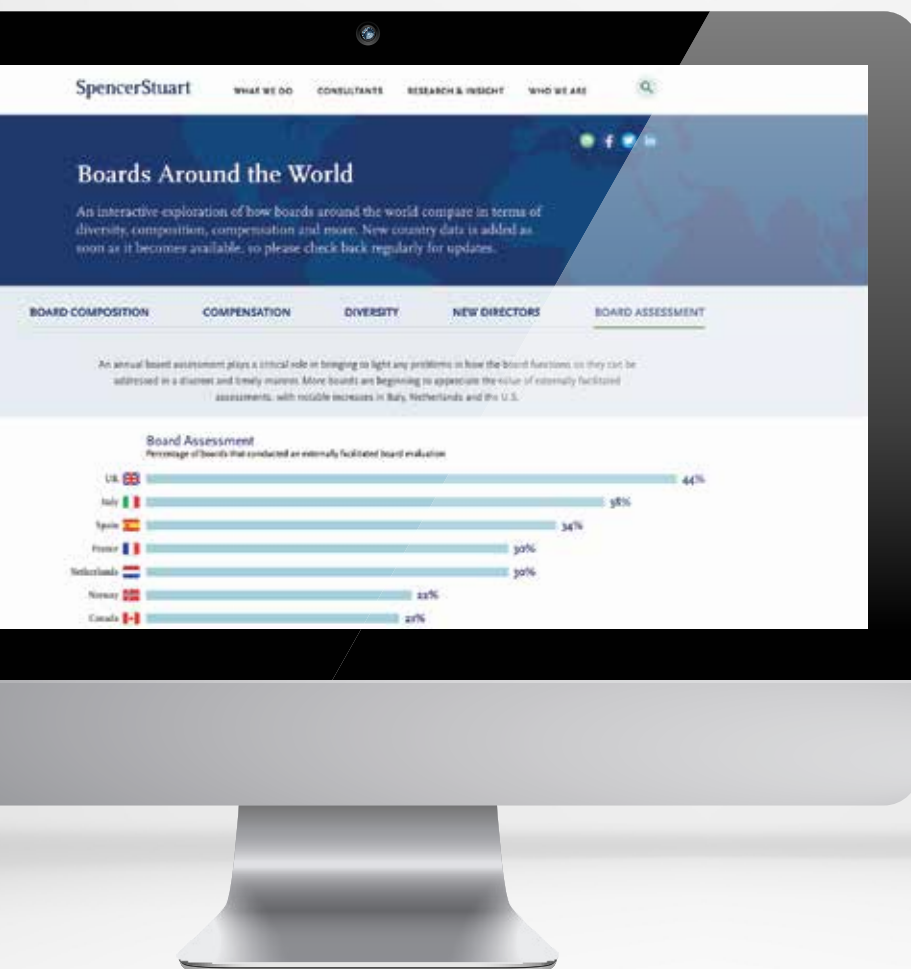 SpencerStuart
WHAT WE DO CONSULTANTS RESEARCH & INSIGHT WHO WE ARE
Boards Around the World
An interactive exploration of how boards around the world compare in terms of
diversity, composition, compensation and more. New country data is added as
soon as it becomes available, so please check back regularly for updates.
BOARD COMPOSITION COMPENSATION DIVERSITY NEW DIRECTORS BOARD ASSESSMENT
An annual board assessment plays a critical role in bringing to light any problems in how the board functions so they can be
addressed in a discreet and timely manner. More boards are beginning to appreciate the value of externally facilitated
assessments, with notable increases in Italy, Netherlands and the U.S.
Board Assessment
Percentage of boards that conducted an externally facilitated board evaluation
U.K. 44%
Italy 38%
Spain 34%
France 30%
Netherlands 30%
Norway 22%
Canada 21%